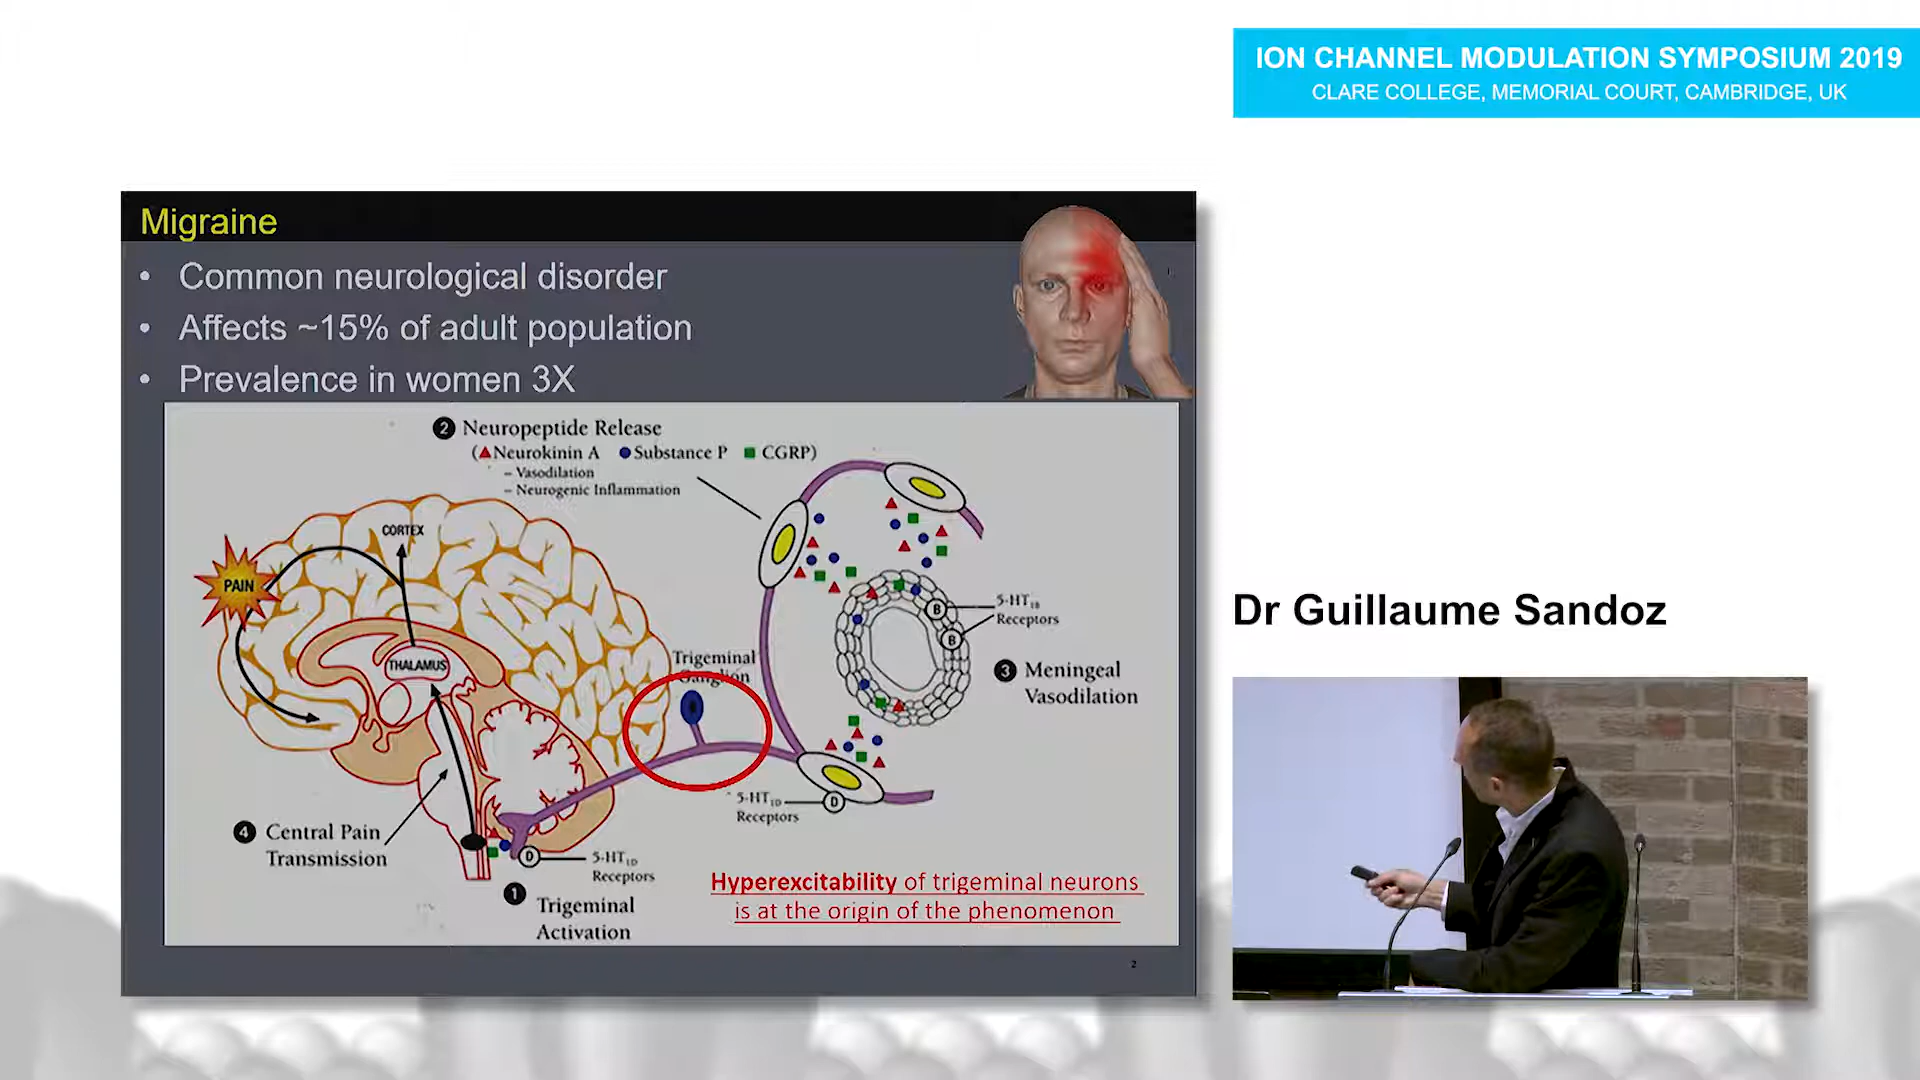 ION CHANNEL MODULATION SYMPOSIUM 2019
CLARE COLLEGE, MEMORIAL COURT, CAMBRIDGE, UK
Migraine
• Common neurological disorder
• Affects ~15% of adult population
• Prevalence in women 3X
2 Neuropeptide Release
(Neurokinin A Substance P CGRP)
– Vasodilation
– Neurogenic Inflammation
CORTEX
PAIN
THALAMUS
Trigeminal
Ganglion
B
B
5-HT1B
Receptors
3 Meningeal
Vasodilation
5-HT1D
Receptors
D
4 Central Pain
Transmission
D
5-HT1D
Receptors
1 Trigeminal
Activation
Hyperexcitability of trigeminal neurons
is at the origin of the phenomenon
2
Dr Guillaume Sandoz